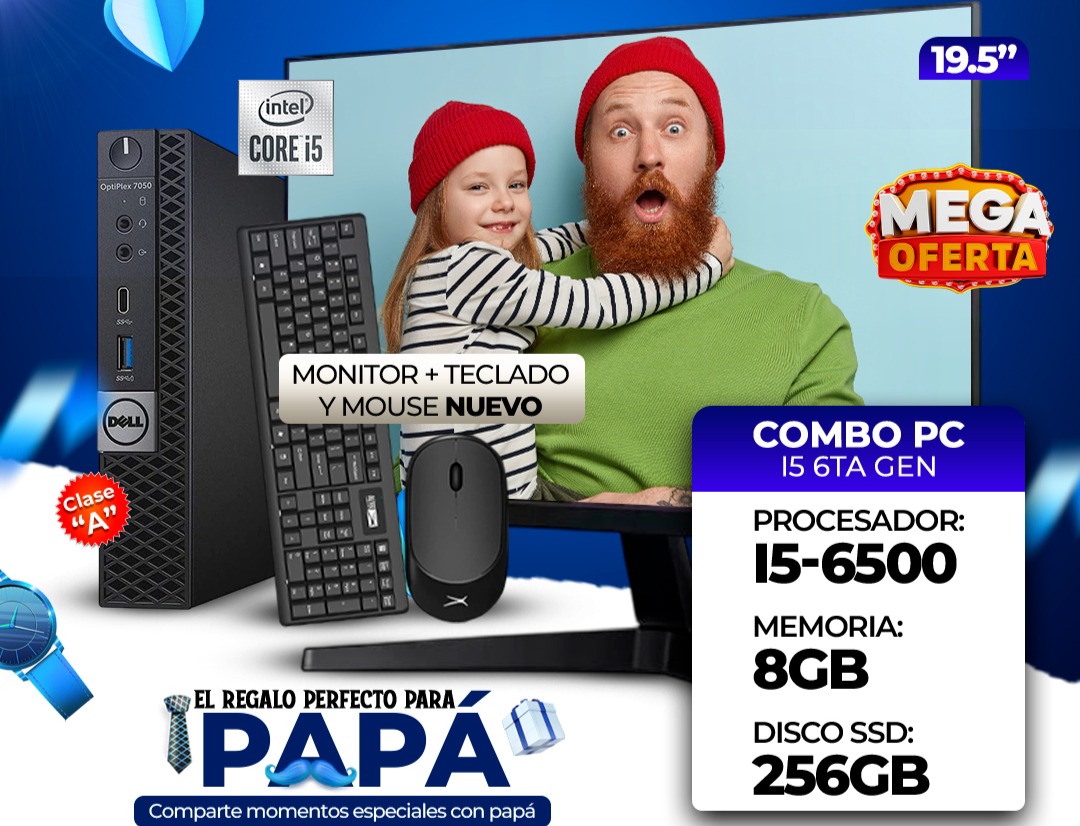 19.5”
intel
CORE i5
OptiPlex 7050
MEGA
OFERTA
MONITOR + TECLADO
Y MOUSE NUEVO
DELL
Clase
“A”
COMBO PC
I5 6TA GEN
PROCESADOR:
I5-6500
MEMORIA:
8GB
DISCO SSD:
256GB
EL REGALO PERFECTO PARA
PAPÁ
Comparte momentos especiales con papá